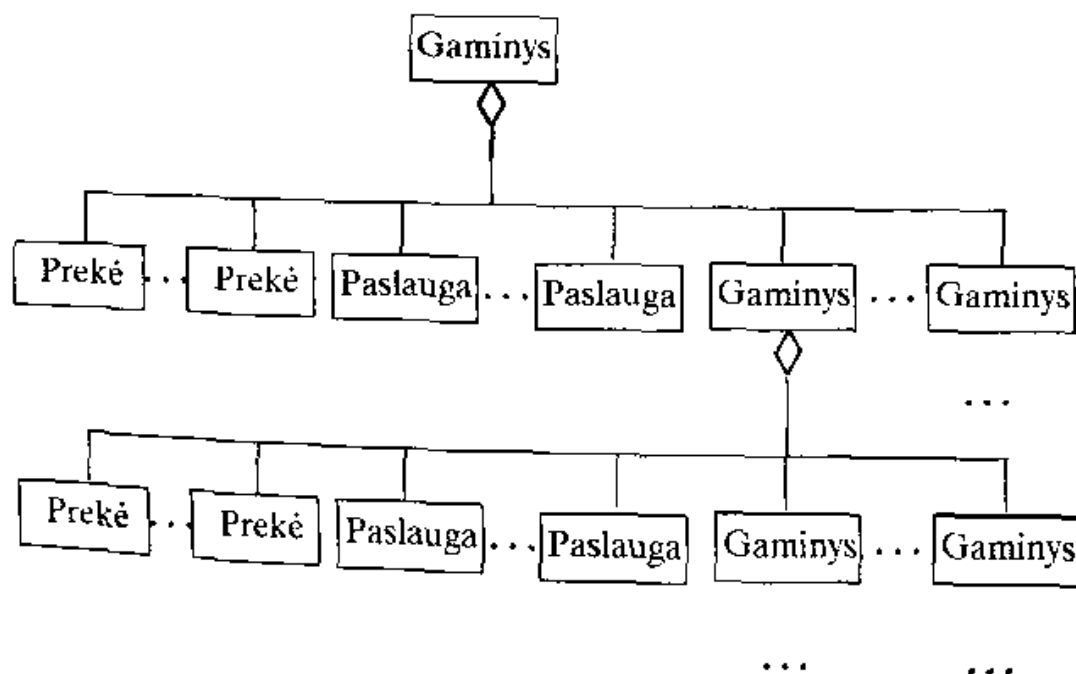 Gaminys
Prekė ... Prekė Paslauga ... Paslauga Gaminys ... Gaminys
...
Prekė ... Prekė Paslauga ... Paslauga Gaminys ... Gaminys
... ...